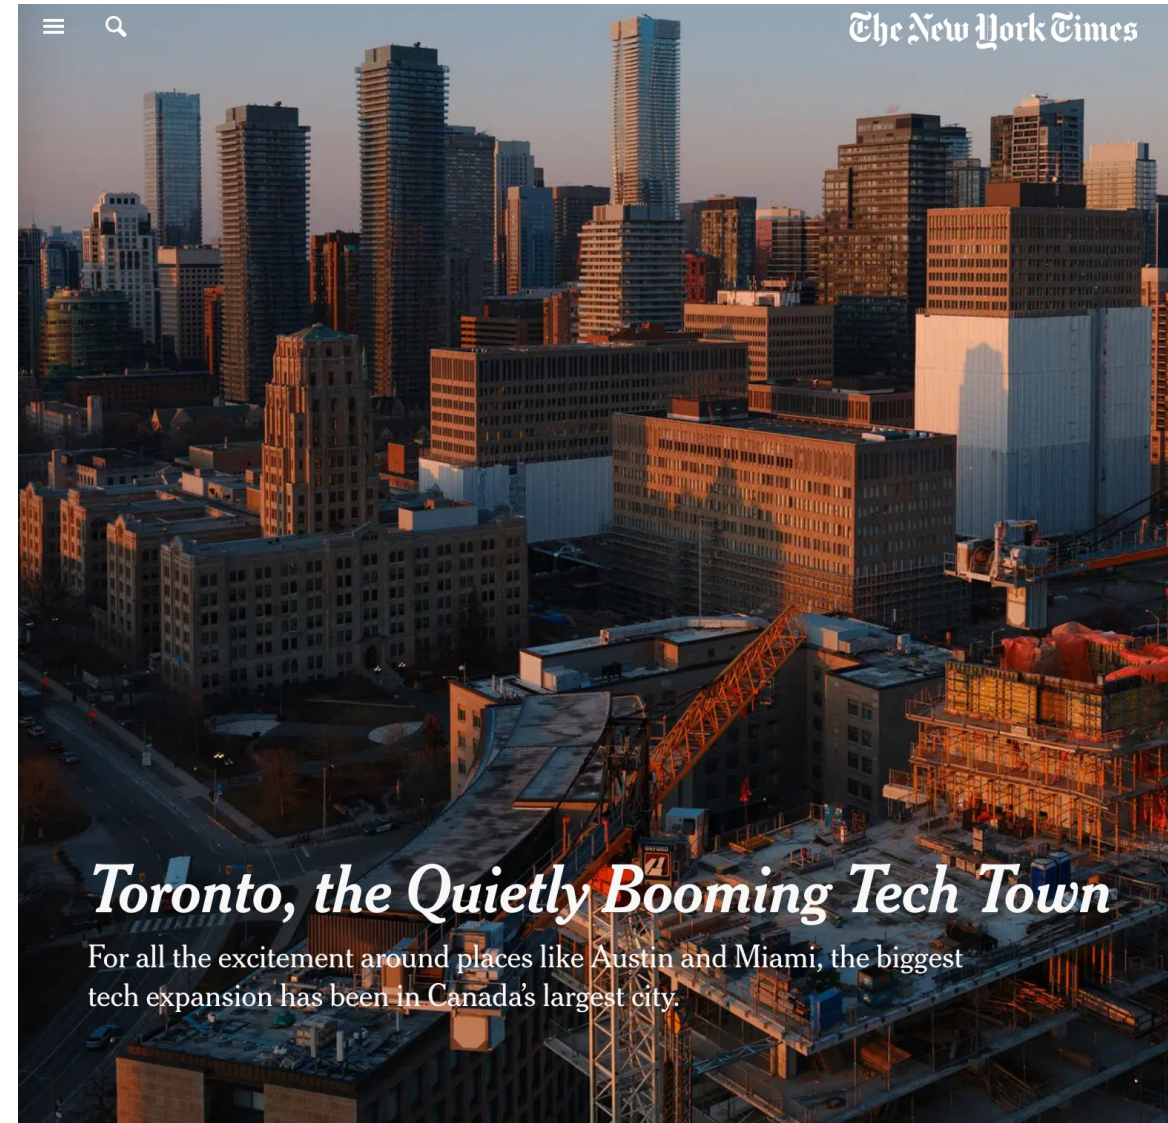 The New York Times
Toronto, the Quietly Booming Tech Town
For all the excitement around places like Austin and Miami, the biggest
tech expansion has been in Canada's largest city.